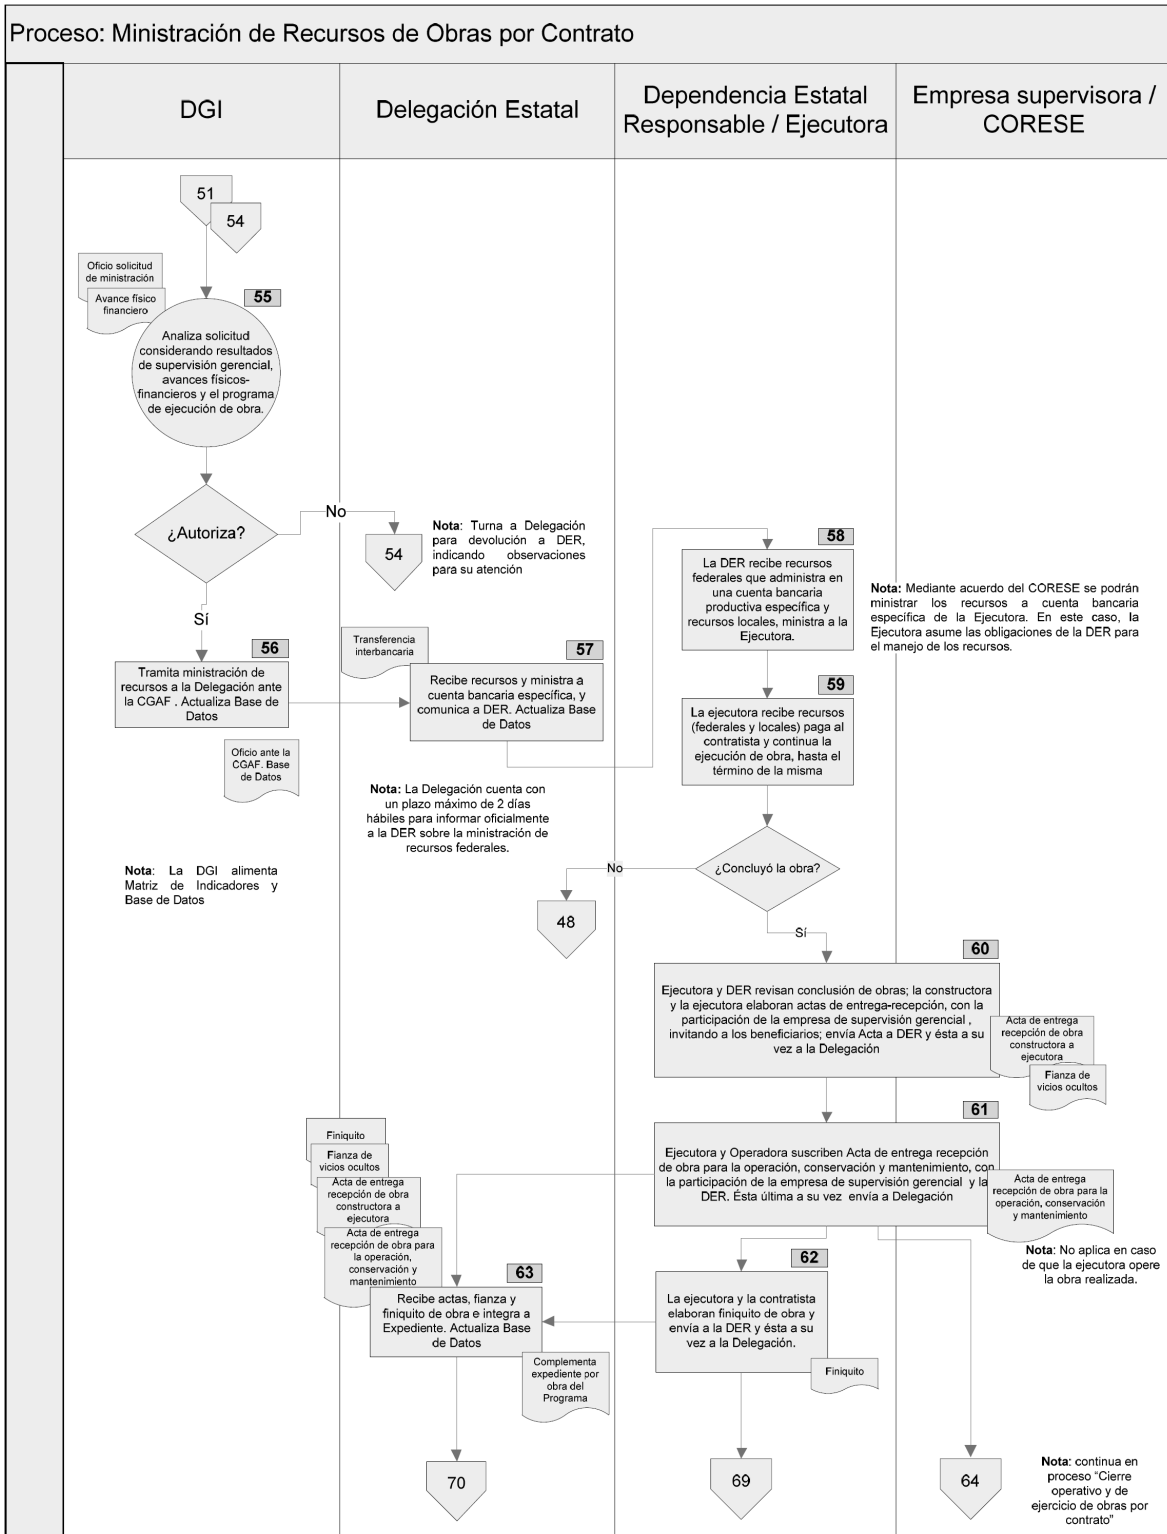 Proceso: Ministración de Recursos de Obras por Contrato
DGI
Delegación Estatal
Dependencia Estatal
Responsable / Ejecutora
Empresa supervisora /
CORESE
51
54
Oficio solicitud
de ministración
Avance físico
financiero
55
Analiza solicitud
considerando resultados
de supervisión gerencial,
avances físicos-
financieros y el programa
de ejecución de obra.
¿Autoriza?
No
54
Nota: Turna a Delegación
para devolución a DER,
indicando observaciones
para su atención
Sí
56
Tramita ministración de
recursos a la Delegación ante
la CGAF . Actualiza Base de
Datos
Oficio ante la
CGAF. Base
de Datos
Nota: La DGI alimenta
Matriz de Indicadores y
Base de Datos
Transferencia
interbancaria
57
Recibe recursos y ministra a
cuenta bancaria específica, y
comunica a DER. Actualiza Base
de Datos
Nota: La Delegación cuenta con
un plazo máximo de 2 días
hábiles para informar oficialmente
a la DER sobre la ministración de
recursos federales.
58
La DER recibe recursos
federales que administra en
una cuenta bancaria
productiva específica y
recursos locales, ministra a la
Ejecutora.
Nota: Mediante acuerdo del CORESE se podrán
ministrar los recursos a cuenta bancaria
específica de la Ejecutora. En este caso, la
Ejecutora asume las obligaciones de la DER para
el manejo de los recursos.
59
La ejecutora recibe recursos
(federales y locales) paga al
contratista y continua la
ejecución de obra, hasta el
término de la misma
¿Concluyó la obra?
No
48
Sí
60
Ejecutora y DER revisan conclusión de obras; la constructora
y la ejecutora elaboran actas de entrega-recepción, con la
participación de la empresa de supervisión gerencial ,
invitando a los beneficiarios; envía Acta a DER y ésta a su
vez a la Delegación
Acta de entrega
recepción de obra
constructora a
ejecutora
Fianza de
vicios ocultos
61
Ejecutora y Operadora suscriben Acta de entrega recepción
de obra para la operación, conservación y mantenimiento, con
la participación de la empresa de supervisión gerencial y la
DER. Ésta última a su vez envía a Delegación
Acta de entrega
recepción de obra para la
operación, conservación
y mantenimiento
Nota: No aplica en caso
de que la ejecutora opere
la obra realizada.
Finiquito
Fianza de
vicios ocultos
Acta de entrega
recepción de obra
constructora a
ejecutora
Acta de entrega
recepción de obra para
la operación,
conservación y
mantenimiento
63
Recibe actas, fianza y
finiquito de obra e integra a
Expediente. Actualiza Base
de Datos
Complementa
expediente por
obra del
Programa
62
La ejecutora y la contratista
elaboran finiquito de obra y
envía a la DER y ésta a su
vez a la Delegación.
Finiquito
70
69
64
Nota: continua en
proceso “Cierre
operativo y de
ejercicio de obras por
contrato”